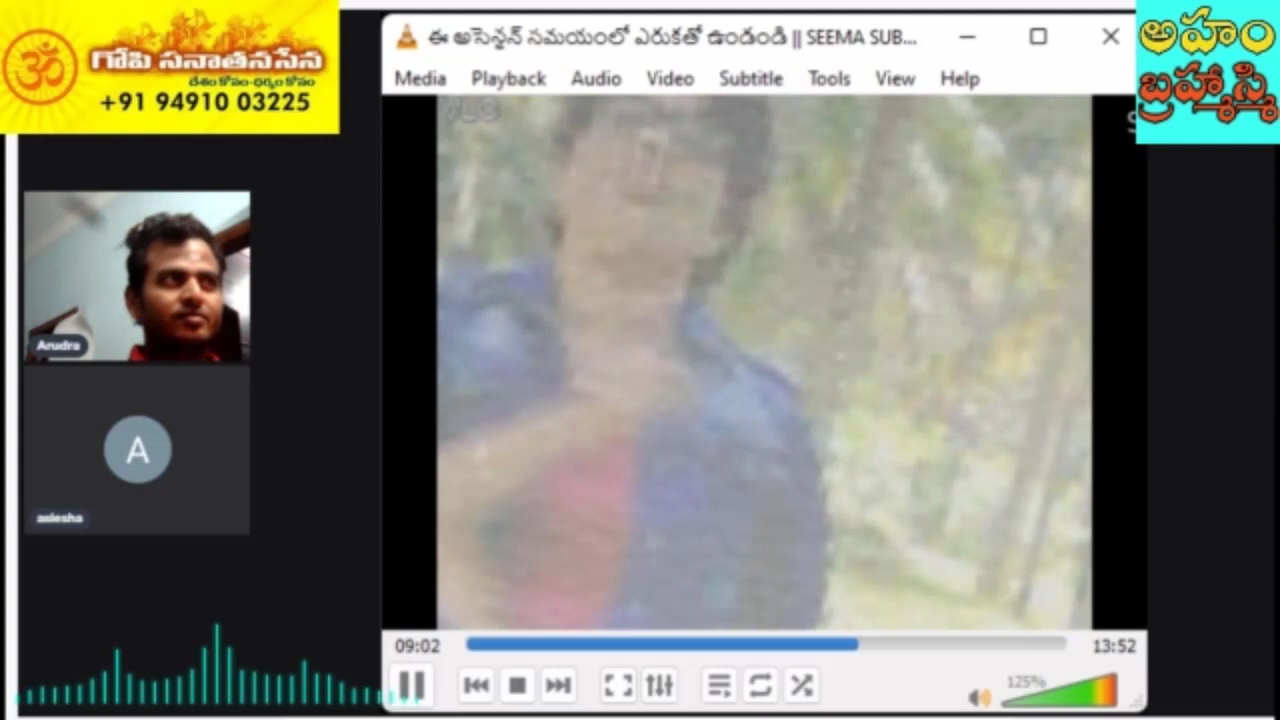 గోపి సనాతనసేన
దేశం కోసం-ధర్మం కోసం
+91 94910 03225
ఈ అసెన్షన్ సమయంలో ఎరుకతో ఉండండి || SEEMA SUB...
అహం
బ్రహ్మాస్మి
Media Playback Audio Video Subtitle Tools View Help
Arudra
A
aslesha
09:02
13:52
125%